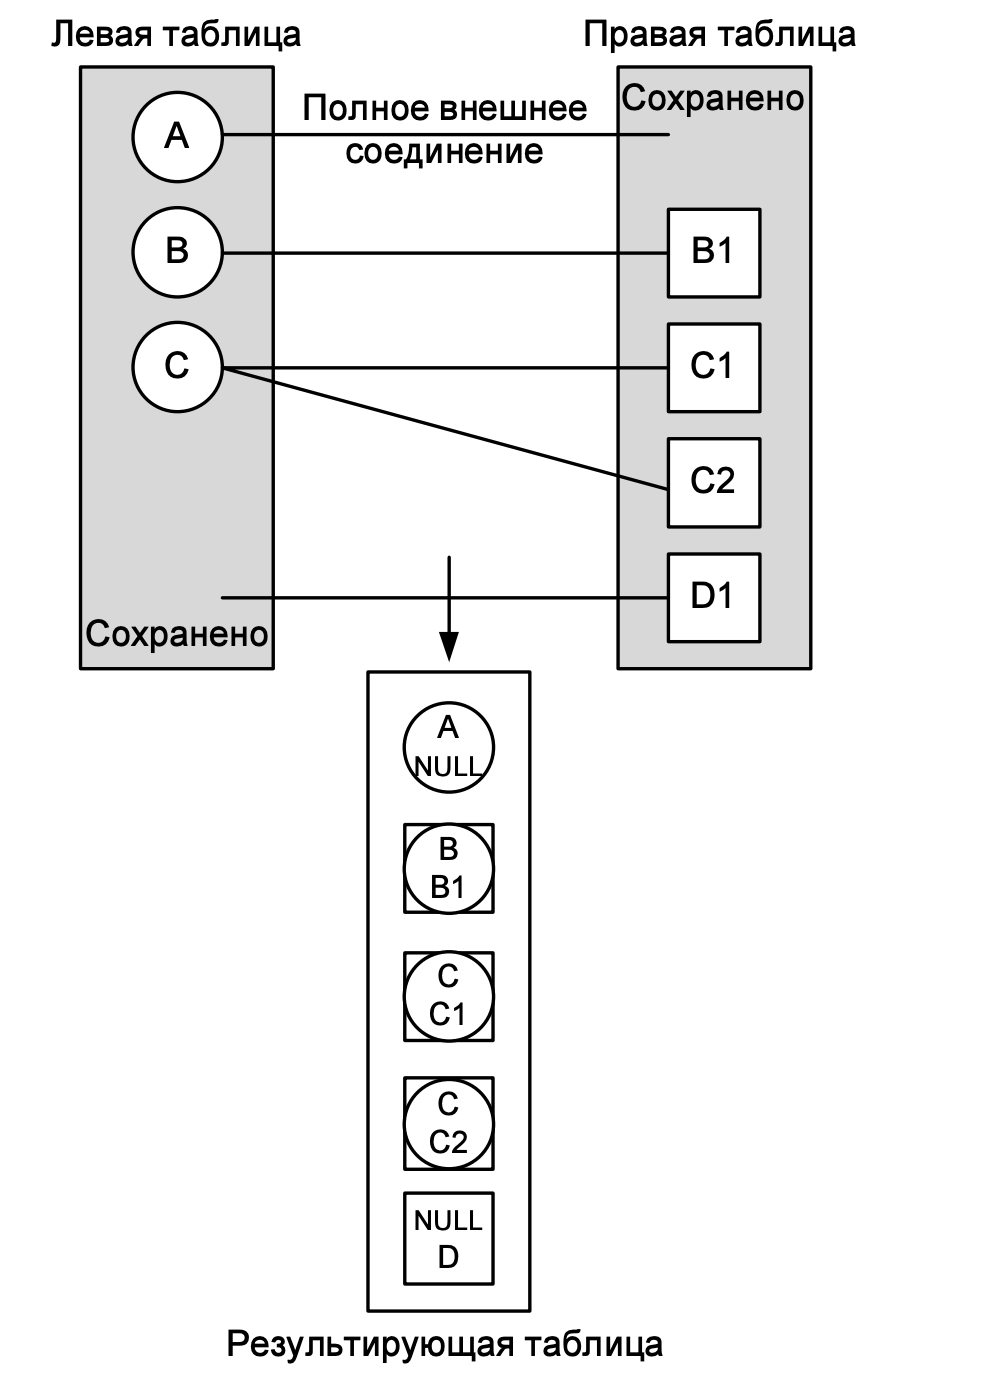 Левая таблица
Правая таблица
Сохранено
A
Полное внешнее
соединение
B
B1
C
C1
C2
D1
Сохранено
A
NULL
B
B1
C
C1
C
C2
NULL
D
Результирующая таблица